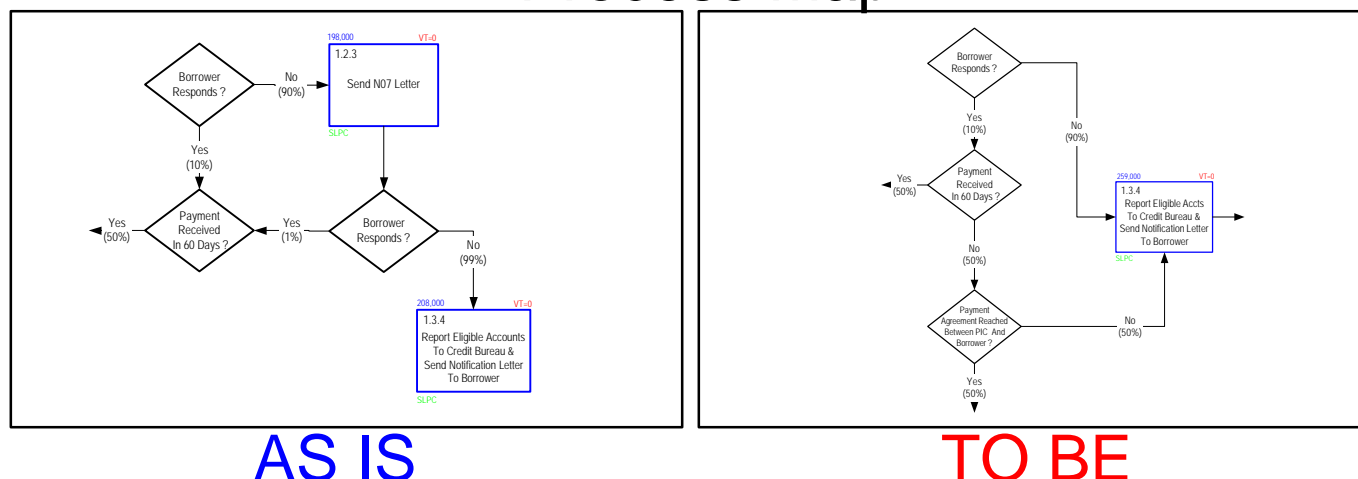 198,000
VT=0
1.2.3
Send N07 Letter
SLPC
Borrower
Responds ?
No
(90%)
Yes
(10%)
Payment
Received
In 60 Days ?
Yes
(50%)
Yes
(1%)
Borrower
Responds ?
No
(99%)
208,000
VT=0
1.3.4
Report Eligible Accounts
To Credit Bureau &
Send Notification Letter
To Borrower
SLPC
AS IS
Borrower
Responds ?
Yes
(10%)
No
(90%)
Payment
Received
In 60 Days ?
Yes
(50%)
No
(50%)
259,000
VT=0
1.3.4
Report Eligible Accts
To Credit Bureau &
Send Notification Letter
To Borrower
SLPC
Payment
Agreement Reached
Between PIC And
Borrower ?
No
(50%)
Yes
(50%)
TO BE